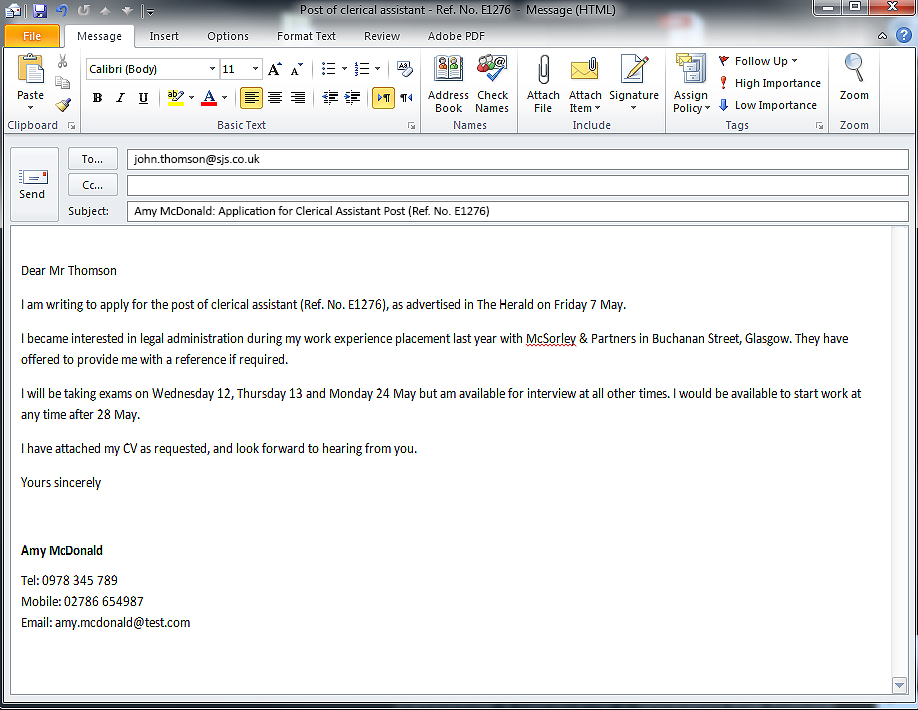 Post of clerical assistant - Ref. No. E1276 - Message (HTML)
File Message Insert Options Format Text Review Adobe PDF
Paste
Clipboard
Calibri (Body) 11
B I U ab A
Basic Text
Address Book
Check Names
Names
Attach File
Attach Item
Signature
Include
Assign Policy
Follow Up
High Importance
Low Importance
Tags
Zoom
Zoom
Send
To... john.thomson@sjs.co.uk
Cc...
Subject: Amy McDonald: Application for Clerical Assistant Post (Ref. No. E1276)
Dear Mr Thomson
I am writing to apply for the post of clerical assistant (Ref. No. E1276), as advertised in The Herald on Friday 7 May.
I became interested in legal administration during my work experience placement last year with McSorley & Partners in Buchanan Street, Glasgow. They have
offered to provide me with a reference if required.
I will be taking exams on Wednesday 12, Thursday 13 and Monday 24 May but am available for interview at all other times. I would be available to start work at
any time after 28 May.
I have attached my CV as requested, and look forward to hearing from you.
Yours sincerely
Amy McDonald
Tel: 0978 345 789
Mobile: 02786 654987
Email: amy.mcdonald@test.com